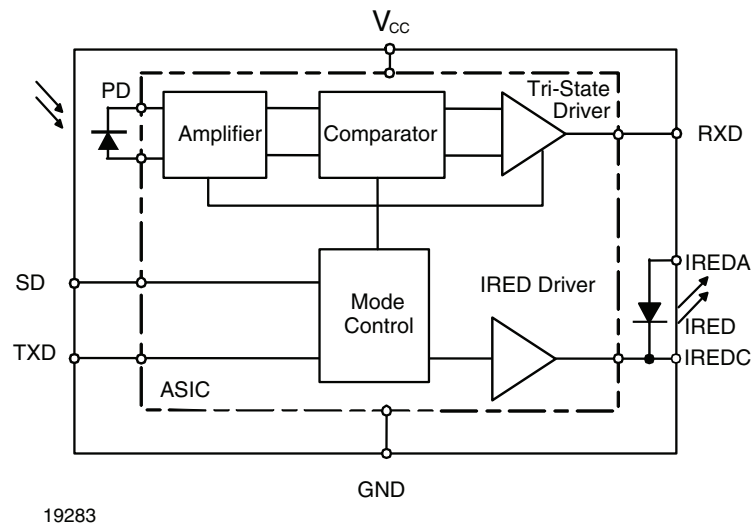 VCC
PD
Tri-State
Driver
Amplifier
Comparator
RXD
SD
IREDA
Mode
Control
IRED Driver
IRED
TXD
IREDC
ASIC
GND
19283